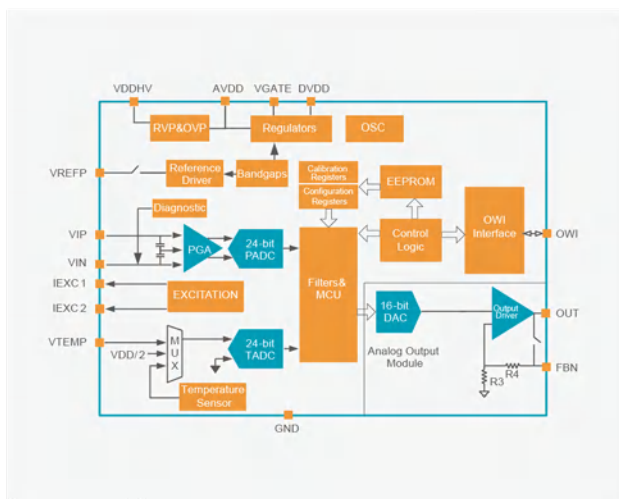 VDDHV
AVDD
VGATE
DVDD
RVP&OVP
Regulators
OSC
VREFP
Reference
Driver
Bandgaps
Calibration
Registers
Configuration
Registers
EEPROM
Diagnostic
VIP
VIN
PGA
24-bit
PADC
Control
Logic
OWI
Interface
OWI
IEXC 1
IEXC 2
EXCITATION
Filters&
MCU
16-bit
DAC
Output
Driver
OUT
Analog Output
Module
VTEMP
VDD/2
M
U
X
24-bit
TADC
Temperature
Sensor
R3
R4
FBN
GND